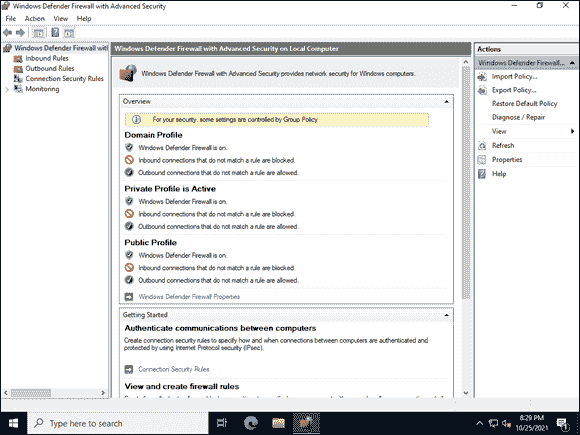 Windows Defender Firewall with Advanced Security
File Action View Help
Windows Defender Firewall wit
Inbound Rules
Outbound Rules
Connection Security Rules
Monitoring
Windows Defender Firewall with Advanced Security on Local Computer
Windows Defender Firewall with Advanced Security provides network security for Windows computers.
Overview
For your security, some settings are controlled by Group Policy
Domain Profile
Windows Defender Firewall is on.
Inbound connections that do not match a rule are blocked.
Outbound connections that do not match a rule are allowed.
Private Profile is Active
Windows Defender Firewall is on.
Inbound connections that do not match a rule are blocked.
Outbound connections that do not match a rule are allowed.
Public Profile
Windows Defender Firewall is on.
Inbound connections that do not match a rule are blocked.
Outbound connections that do not match a rule are allowed.
Windows Defender Firewall Properties
Getting Started
Authenticate communications between computers
Create connection security rules to specify how and when connections between computers are authenticated and
protected by using Internet Protocol security (IPsec).
Connection Security Rules
View and create firewall rules
Actions
Windows Defender Firewall...
Import Policy...
Export Policy...
Restore Default Policy
Diagnose / Repair
View
Refresh
Properties
Help
Type here to search
8:29 PM
10/25/2021
1